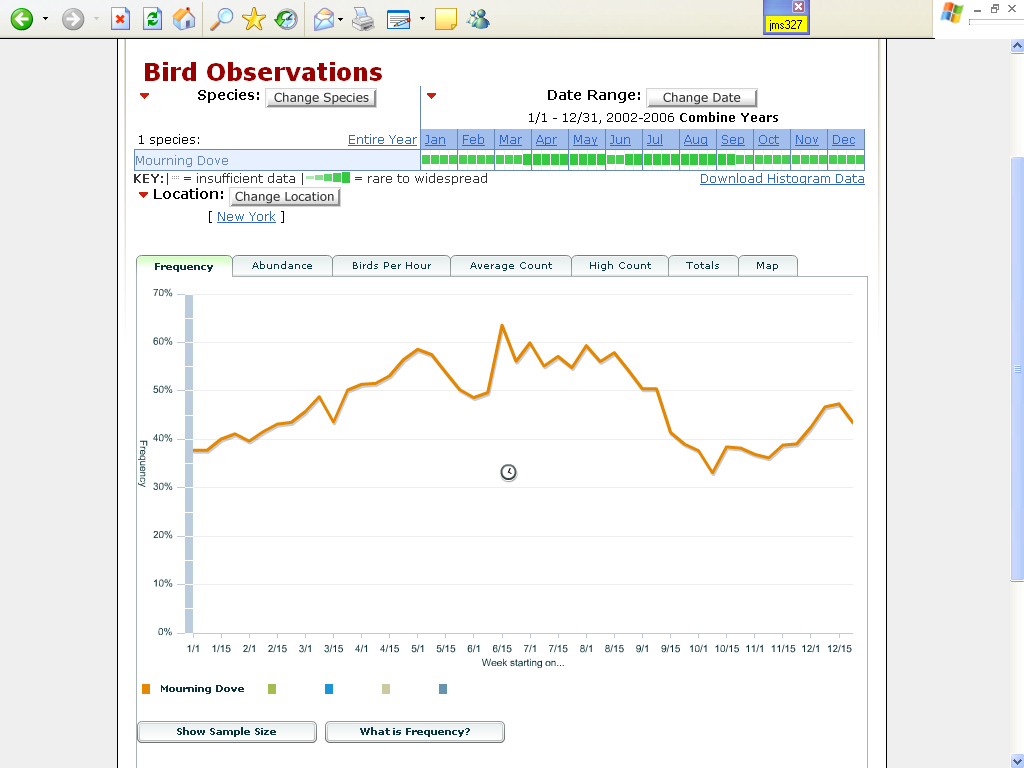 jms327
Bird Observations
Species: Change Species
Date Range: Change Date
1/1 - 12/31, 2002-2006 Combine Years
1 species: Entire Year Jan Feb Mar Apr May Jun Jul Aug Sep Oct Nov Dec
Mourning Dove
KEY: = insufficient data | = rare to widespread Download Histogram Data
Location: Change Location
[ New York ]
Frequency Abundance Birds Per Hour Average Count High Count Totals Map
70%
60%
50%
40%
30%
20%
10%
0%
Frequency
1/1 1/15 2/1 2/15 3/1 3/15 4/1 4/15 5/1 5/15 6/1 6/15 7/1 7/15 8/1 8/15 9/1 9/15 10/1 10/15 11/1 11/15 12/1 12/15
Week starting on...
Mourning Dove
Show Sample Size What is Frequency?